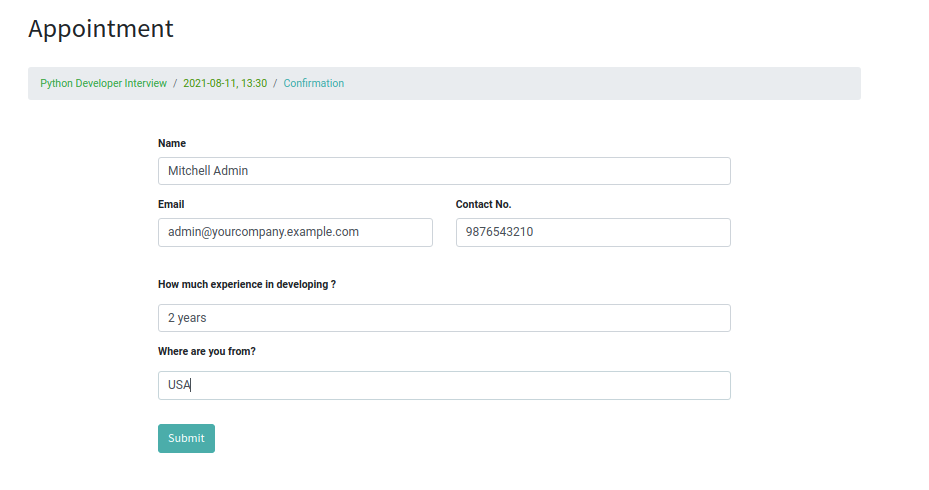 Appointment
Python Developer Interview / 2021-08-11, 13:30 / Confirmation
Name
Mitchell Admin
Email Contact No.
admin@yourcompany.example.com 9876543210
How much experience in developing ?
2 years
Where are you from?
USA
Submit